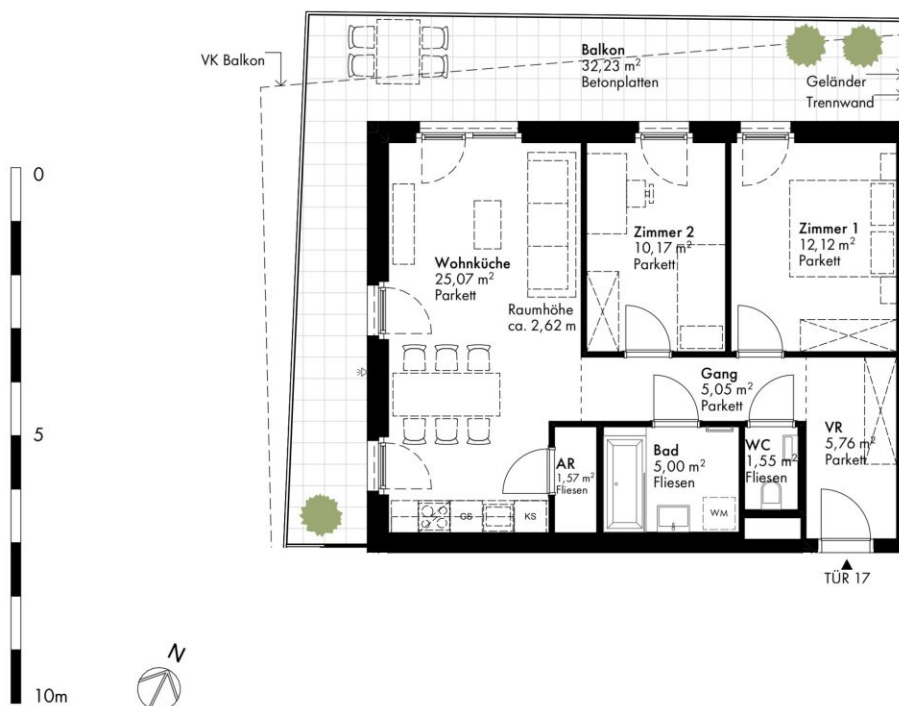 VK Balkon
Balkon
32,23 m²
Betonplatten
Geländer
Trennwand
0
Wohnküche
25,07 m²
Parkett
Raumhöhe
ca. 2,62 m
Zimmer 2
10,17 m²
Parkett
Zimmer 1
12,12 m²
Parkett
Gang
5,05 m²
Parkett
VR
5,76 m²
Parkett
5
AR
1,57 m²
Fliesen
Bad
5,00 m²
Fliesen
WC
1,55 m²
Fliesen
GS
KS
WM
TÜR 17
N
10m